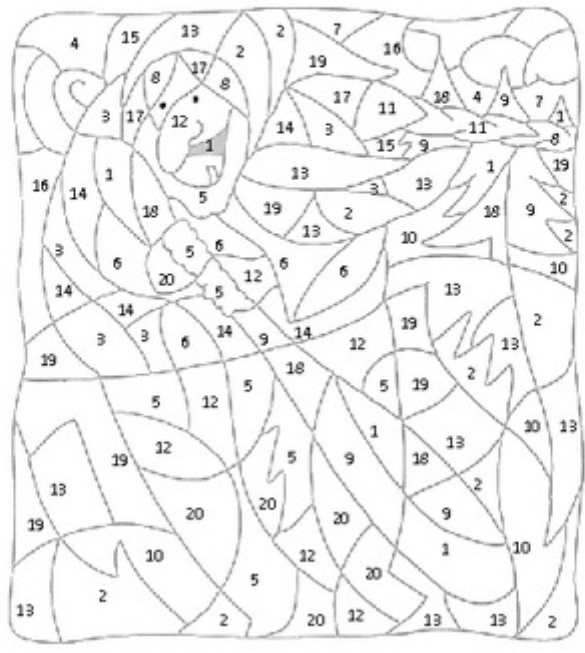 4 15 13 2 2 7 16
8 17 8 19
3 17 12 17 11 18 4 9 7 1
14 3 11
1 15 9 8
16 14 1 13 3 13 1 19
18 5 19 2 18 9 2
13 10 2
3 6 5 6 6 6 10
20 12
14 5 13
14 19 2
3 3 6 14 9 14 12 13
19 18 2
5 12 5 5 19
1 10 13
12 19 5 9 18 13
13 20 20 20 2 9
19 10 12 1 10
5 20
13 2 2 20 12 13 13 2